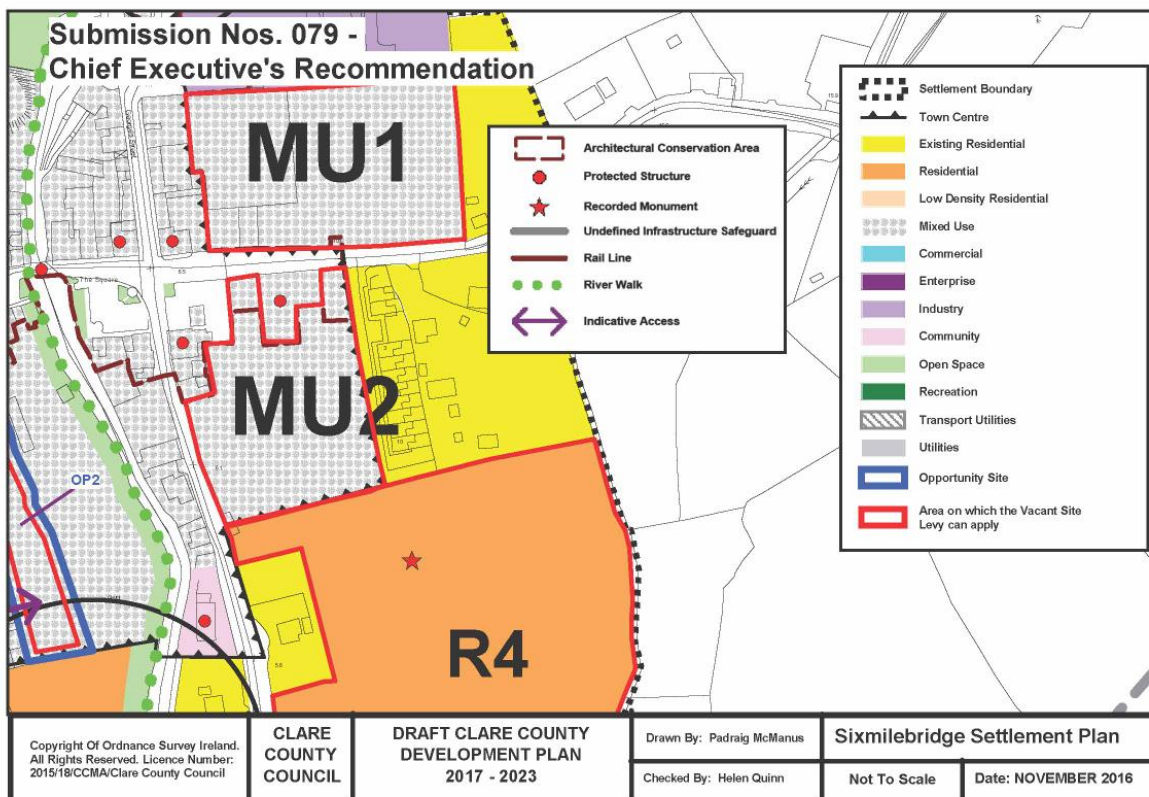 Submission Nos. 079 -
Chief Executive's Recommendation
MU1
The Square
MU2
OP2
R4
Architectural Conservation Area
Protected Structure
Recorded Monument
Undefined Infrastructure Safeguard
Rail Line
River Walk
Indicative Access
Settlement Boundary
Town Centre
Existing Residential
Residential
Low Density Residential
Mixed Use
Commercial
Enterprise
Industry
Community
Open Space
Recreation
Transport Utilities
Utilities
Opportunity Site
Area on which the Vacant Site
Levy can apply
Copyright Of Ordnance Survey Ireland.
All Rights Reserved. Licence Number:
2015/18/CCMA/Clare County Council
CLARE
COUNTY
COUNCIL
DRAFT CLARE COUNTY
DEVELOPMENT PLAN
2017 - 2023
Drawn By: Padraig McManus
Checked By: Helen Quinn
Sixmilebridge Settlement Plan
Not To Scale
Date: NOVEMBER 2016